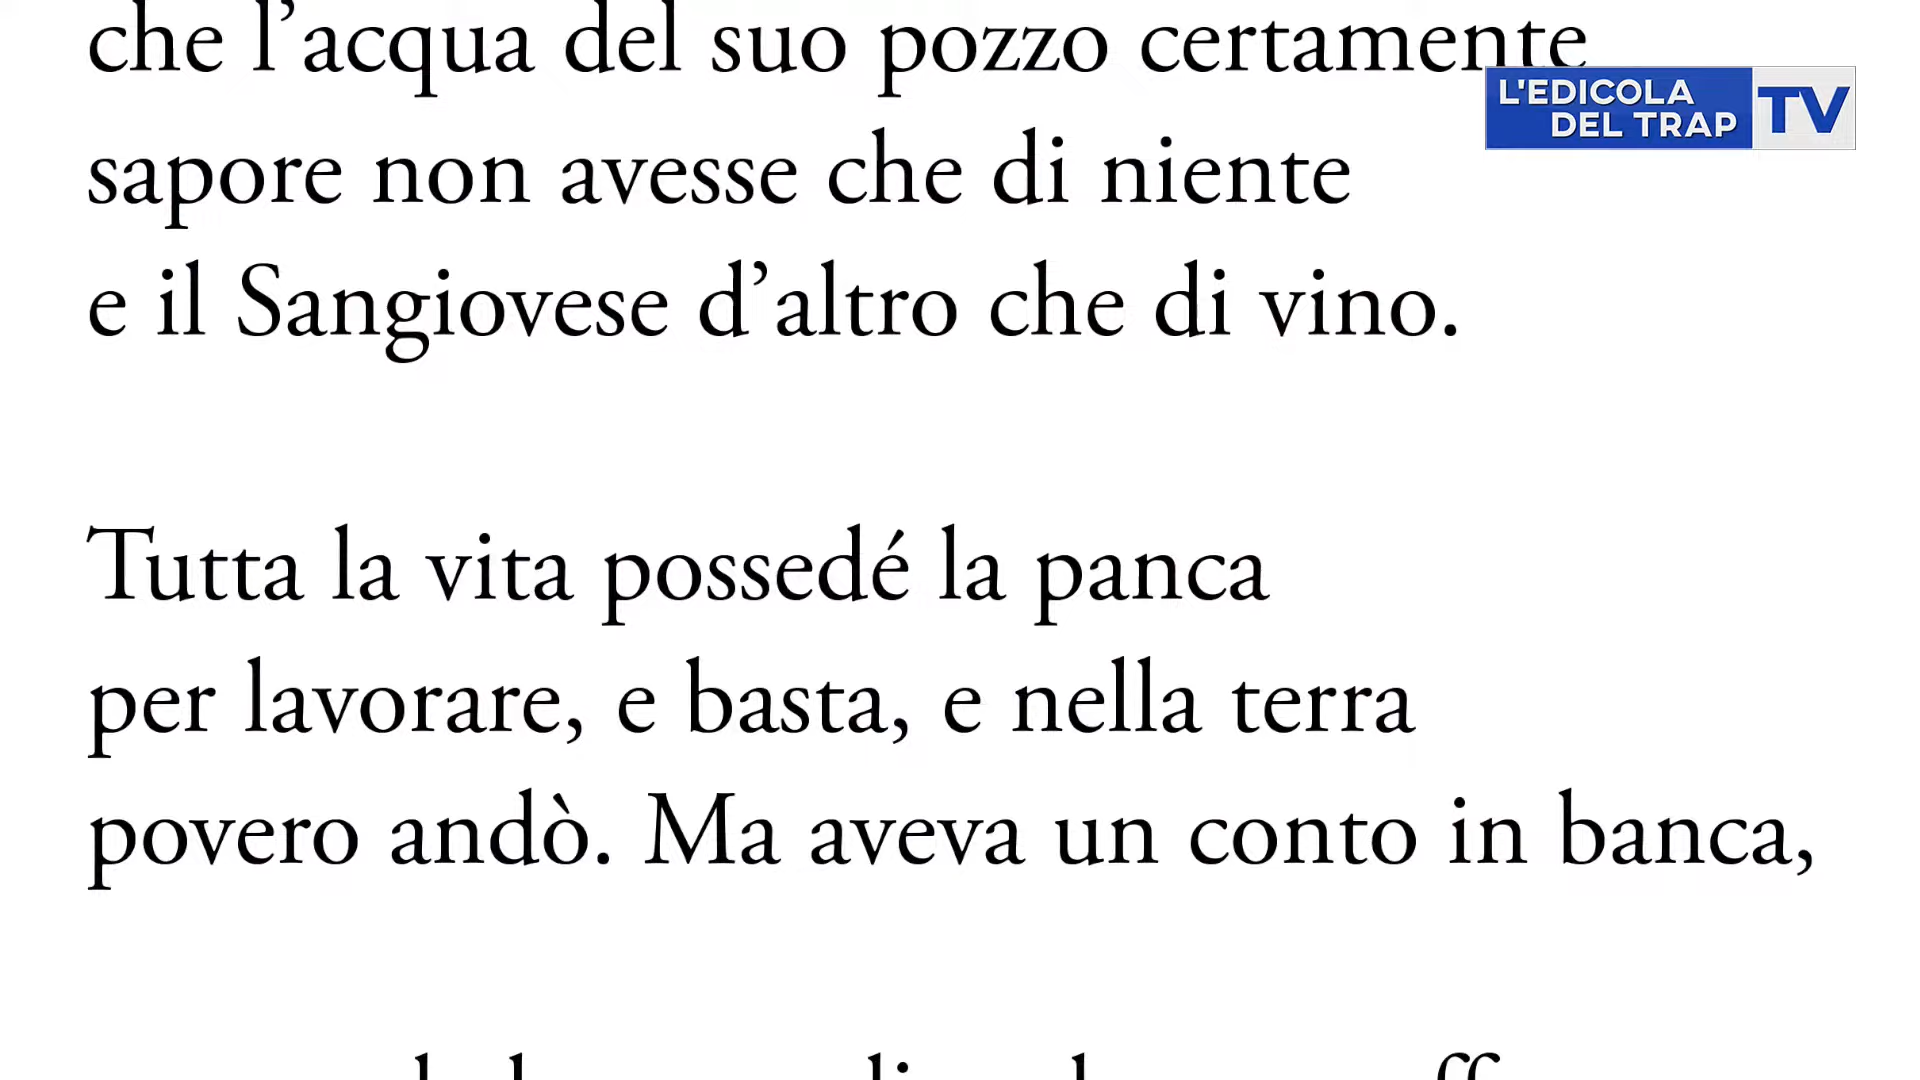 che l’acqua del suo pozzo certamente
L'EDICOLA
DEL TRAP
TV
sapore non avesse che di niente
e il Sangiovese d’altro che di vino.
Tutta la vita possedé la panca
per lavorare, e basta, e nella terra
povero andò. Ma aveva un conto in banca,